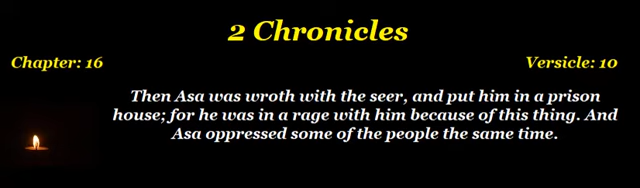 2 Chronicles
Chapter: 16 Versicle: 10
Then Asa was wroth with the seer, and put him in a prison
house; for he was in a rage with him because of this thing. And
Asa oppressed some of the people the same time.